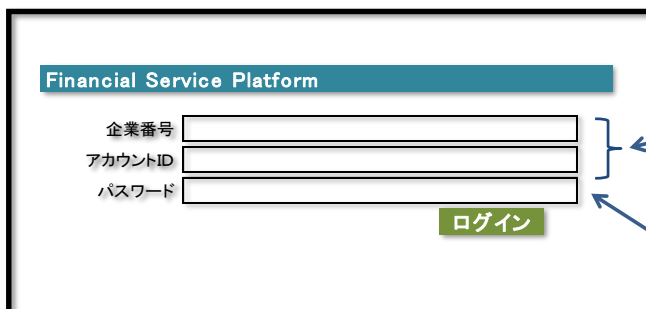 Financial Service Platform
企業番号
アカウントID
パスワード
ログイン